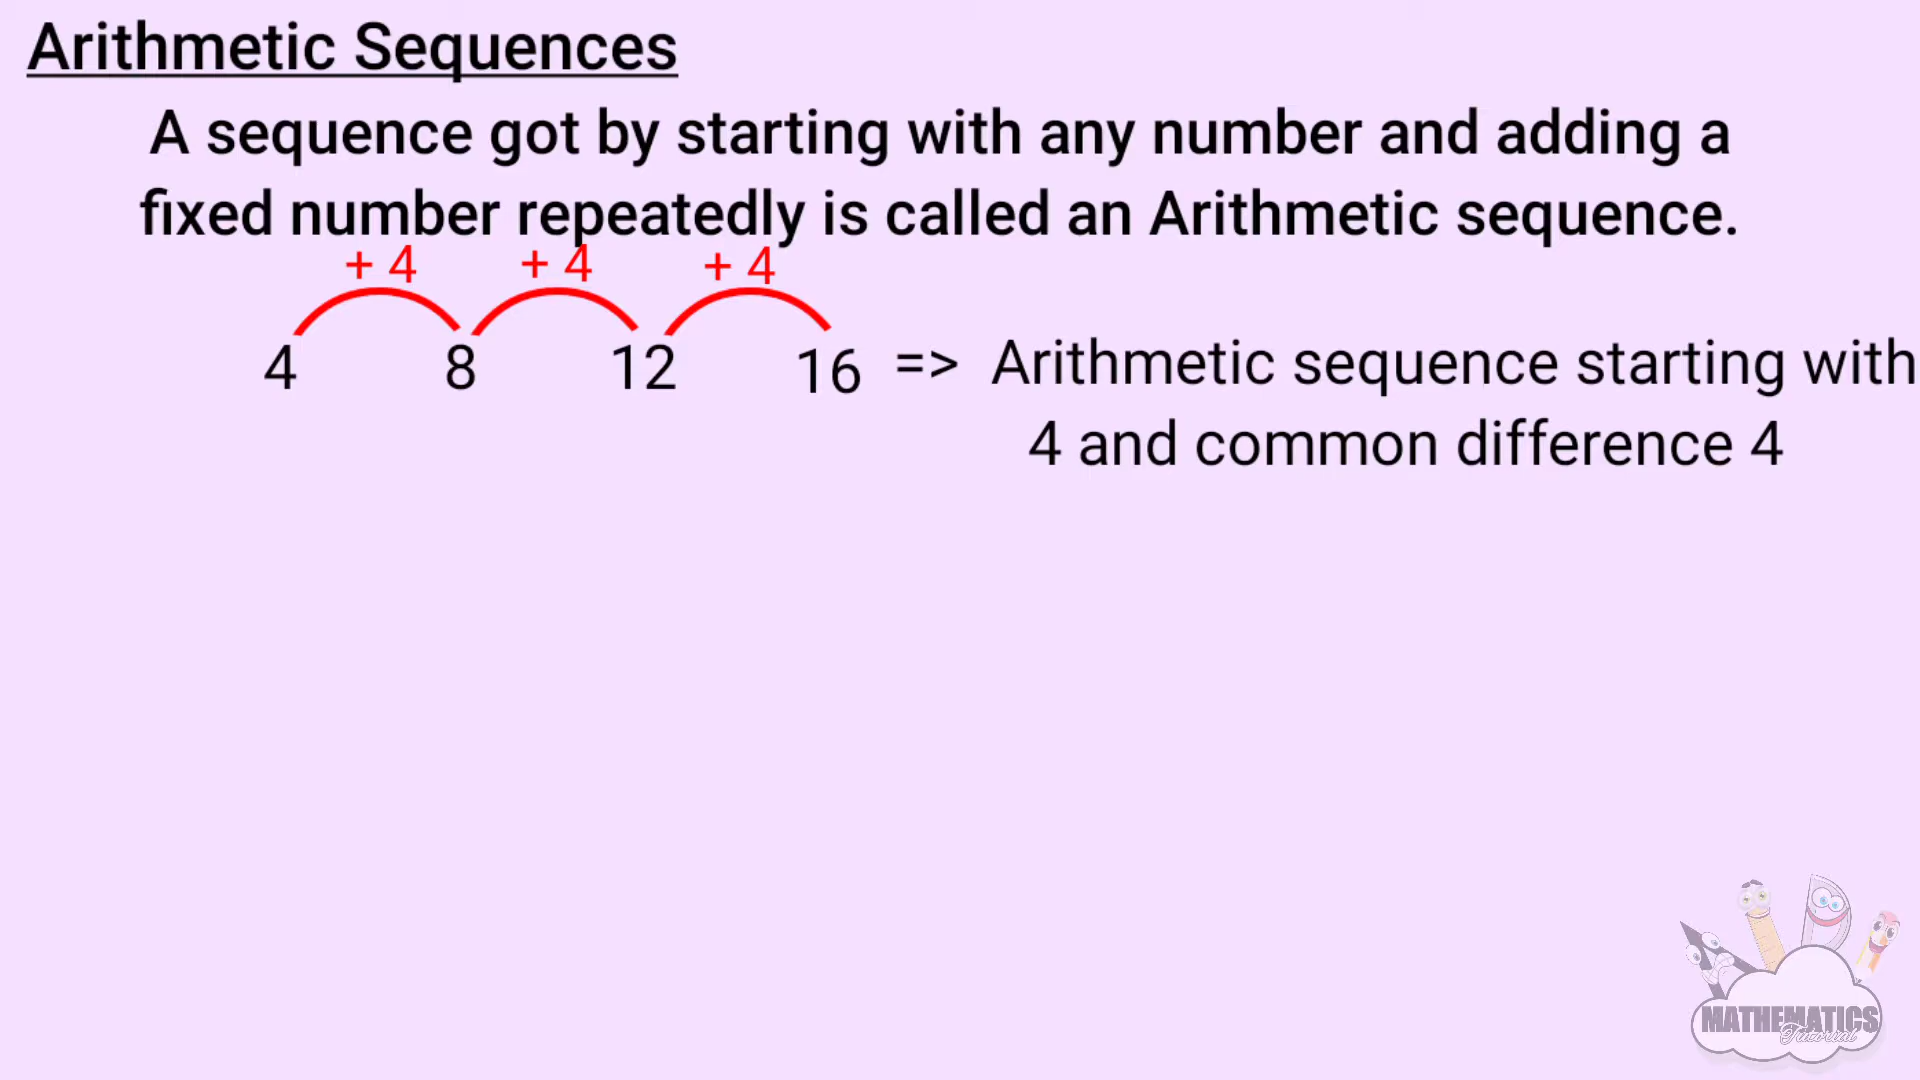 Arithmetic Sequences
A sequence got by starting with any number and adding a
fixed number repeatedly is called an Arithmetic sequence.
+ 4 + 4 + 4
4 8 12 16 => Arithmetic sequence starting with
4 and common difference 4
MATHEMATICS
Tutorial